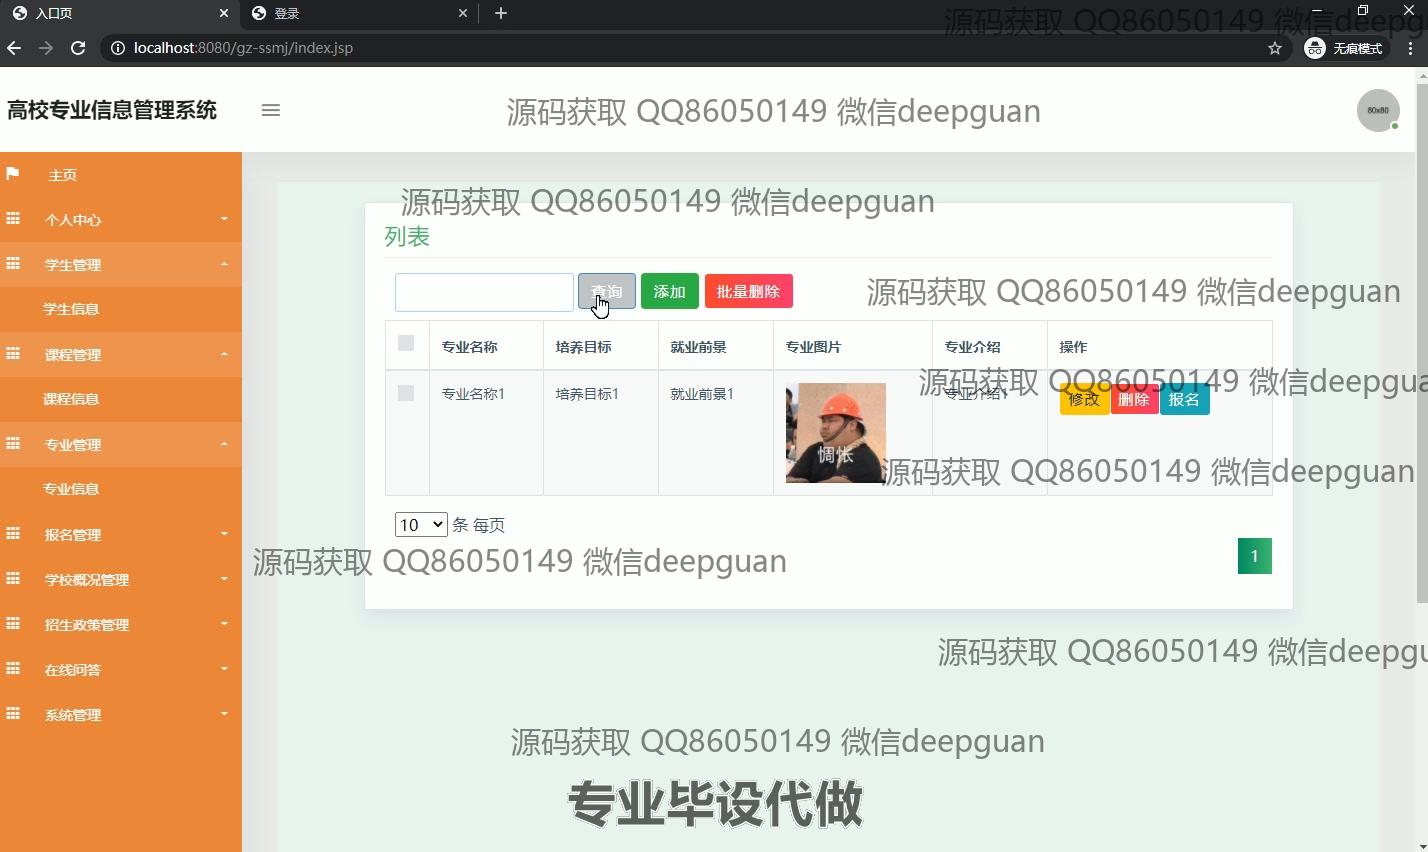 入口页
登录
源码获取 QQ86050149 微信deepguan
localhost:8080/gz-ssmj/index.jsp
无痕模式
高校专业信息管理系统
源码获取 QQ86050149 微信deepguan
80x80
主页
源码获取 QQ86050149 微信deepguan
个人中心
列表
学生管理
查询
添加
批量删除
源码获取 QQ86050149 微信deepguan
学生信息
专业名称
培养目标
就业前景
专业图片
专业介绍
操作
课程管理
源码获取 QQ86050149 微信deepgua
专业名称1
培养目标1
就业前景1
惆怅
专业介绍1
修改
删除
报名
课程信息
专业管理
源码获取 QQ86050149 微信deepguan
专业信息
10 条 每页
报名管理
1
源码获取 QQ86050149 微信deepguan
学校概况管理
招生政策管理
源码获取 QQ86050149 微信deepgu
在线问答
系统管理
源码获取 QQ86050149 微信deepguan
专业毕设代做